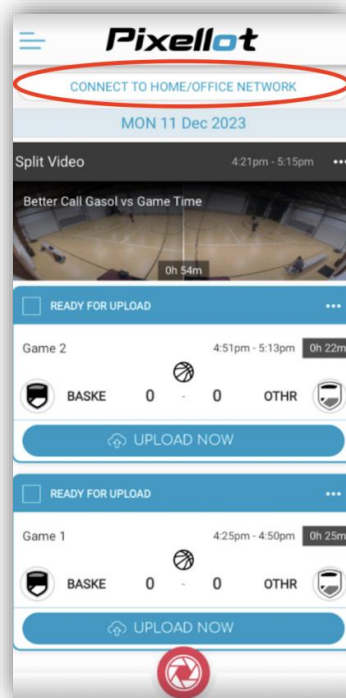 Pixellot
CONNECT TO HOME/OFFICE NETWORK
MON 11 Dec 2023
Split Video 4:21pm - 5:15pm
Better Call Gasol vs Game Time
0h 54m
READY FOR UPLOAD
Game 2 4:51pm - 5:13pm 0h 22m
BASKE 0 - 0 OTHR
UPLOAD NOW
READY FOR UPLOAD
Game 1 4:25pm - 4:50pm 0h 25m
BASKE 0 - 0 OTHR
UPLOAD NOW